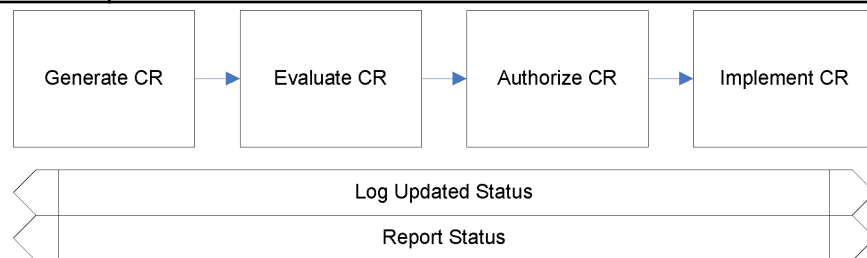 Generate CR
Evaluate CR
Authorize CR
Implement CR
Log Updated Status
Report Status